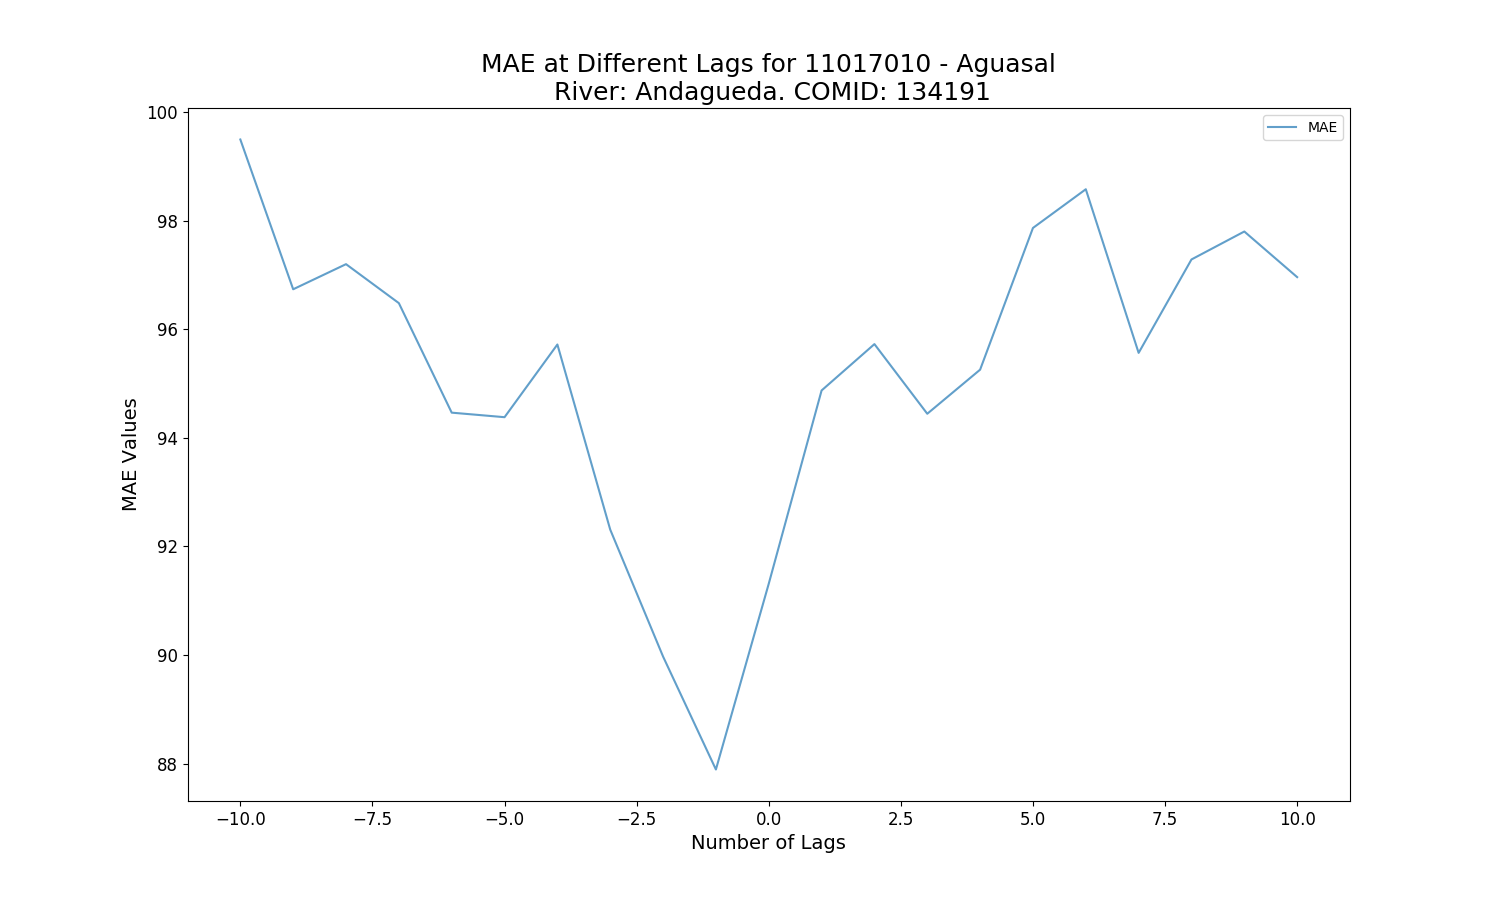 MAE at Different Lags for 11017010 - Aguasal
River: Andagueda. COMID: 134191
MAE
100
98
96
94
92
90
88
MAE Values
−10.0 −7.5 −5.0 −2.5 0.0 2.5 5.0 7.5 10.0
Number of Lags